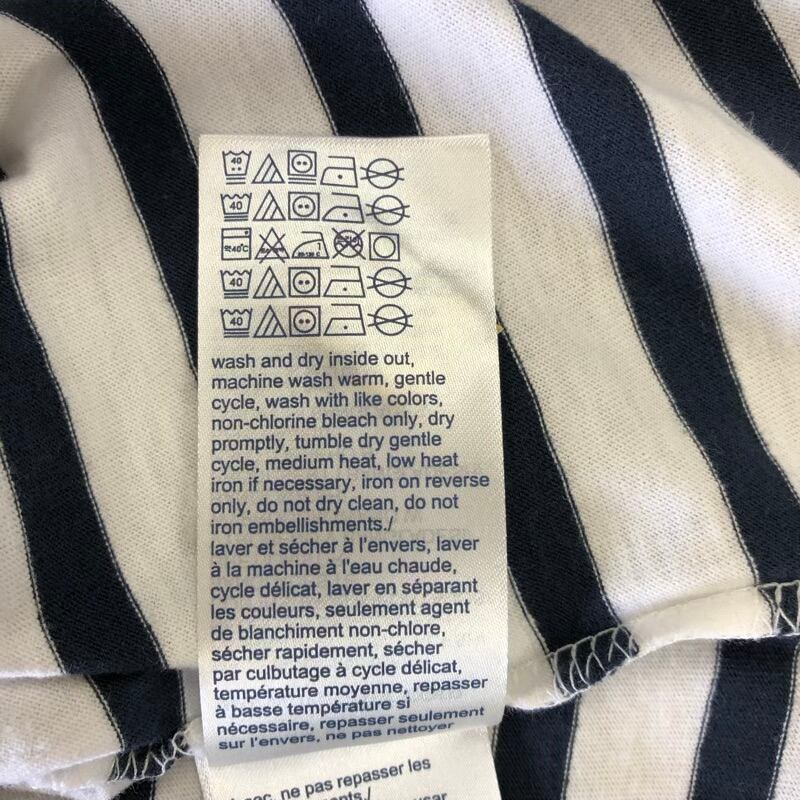 40
40
40
40
wash and dry inside out,
machine wash warm, gentle
cycle, wash with like colors,
non-chlorine bleach only, dry
promptly, tumble dry gentle
cycle, medium heat, low heat
iron if necessary, iron on reverse
only, do not dry clean, do not
iron embellishments./
laver et sécher à l'envers, laver
à la machine à l'eau chaude,
cycle délicat, laver en séparant
les couleurs, seulement agent
de blanchiment non-chlore,
sécher rapidement, sécher
par culbutage à cycle délicat,
température moyenne, repasser
à basse température si
nécessaire, repasser seulement
sur l'envers, ne pas nettoyer
ne pas repasser les